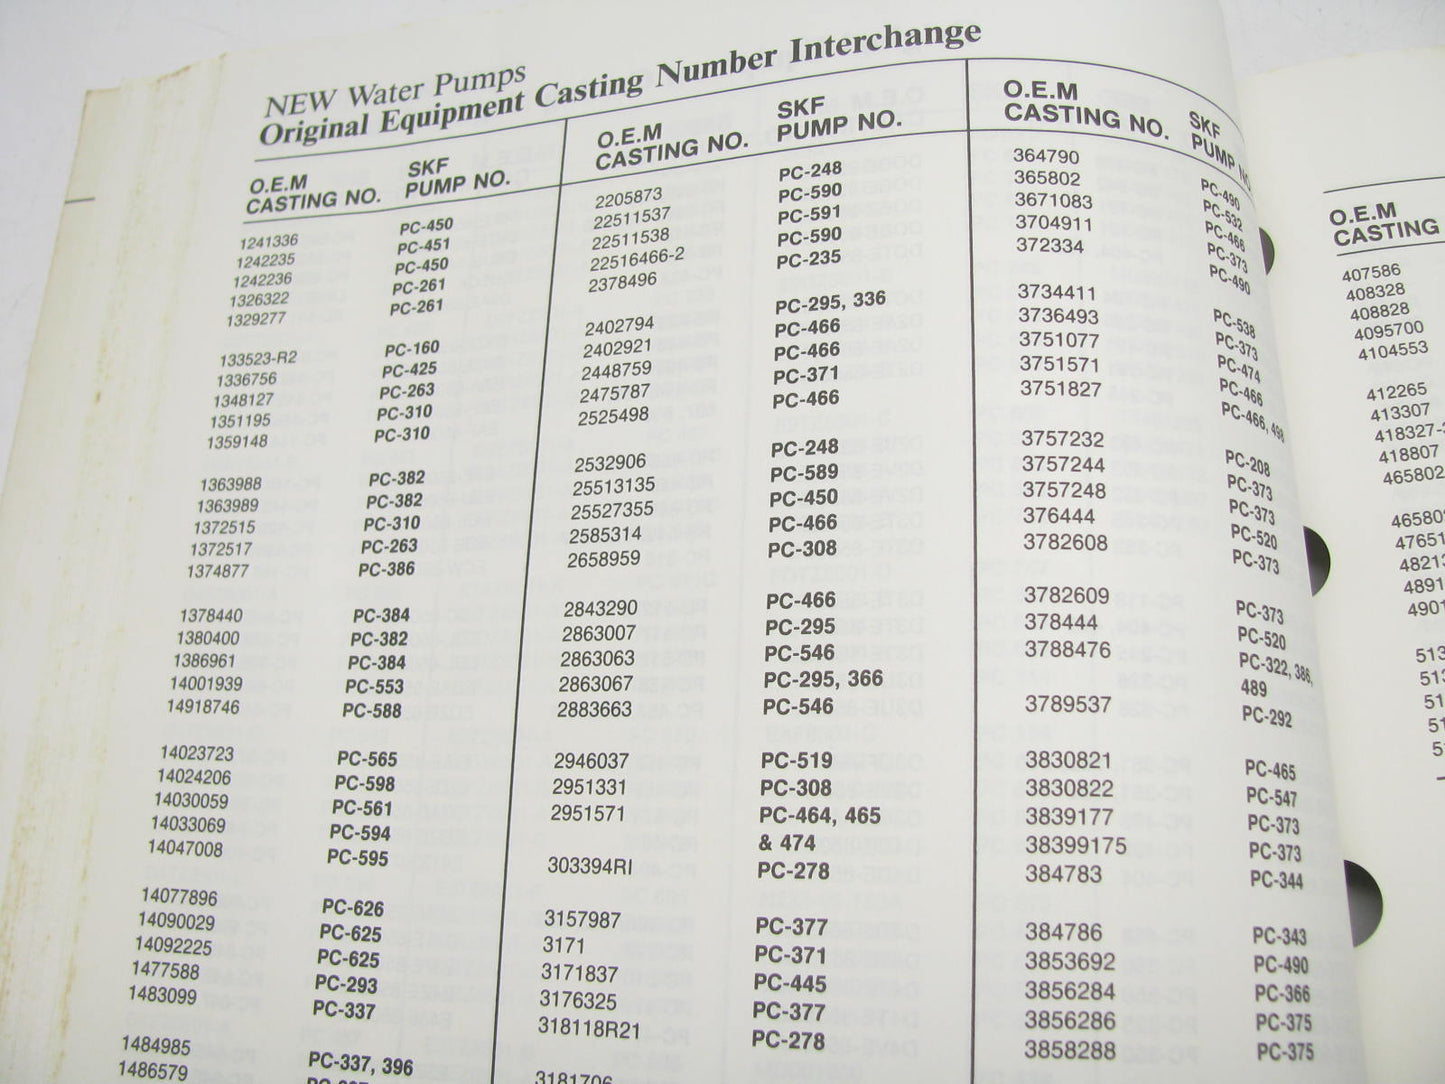 NEW Water Pumps
Original Equipment Casting Number Interchange
O.E.M CASTING NO. SKF PUMP NO.
1241336 PC-450
1242235 PC-451
1242236 PC-450
1326322 PC-261
1329277 PC-261
133523-R2 PC-160
1336756 PC-425
1348127 PC-263
1351195 PC-310
1359148 PC-310
1363988 PC-382
1363989 PC-382
1372515 PC-310
1372517 PC-263
1374877 PC-386
1378440 PC-384
1380400 PC-382
1386961 PC-384
14001939 PC-553
14918746 PC-588
14023723 PC-565
14024206 PC-598
14030059 PC-561
14033069 PC-594
14047008 PC-595
14077896 PC-626
14090029 PC-625
14092225 PC-625
1477588 PC-293
1483099 PC-337
1484985 PC-337, 396
1486579
O.E.M CASTING NO. SKF PUMP NO.
2205873 PC-248
22511537 PC-590
22511538 PC-591
22516466-2 PC-590
2378496 PC-235
2402794 PC-295, 336
2402921 PC-466
2448759 PC-466
2475787 PC-371
2525498 PC-466
2532906 PC-248
25513135 PC-589
25527355 PC-450
2585314 PC-466
2658959 PC-308
2843290 PC-466
2863007 PC-295
2863063 PC-546
2863067 PC-295, 366
2883663 PC-546
2946037 PC-519
2951331 PC-308
2951571 PC-464, 465
& 474
303394RI PC-278
3157987 PC-377
3171 PC-371
3171837 PC-445
3176325 PC-377
318118R21 PC-278
3181706
O.E.M CASTING NO. SKF PUMP NO.
364790 PC-490
365802 PC-532
3671083 PC-466
3704911 PC-373
372334 PC-490
3734411 PC-538
3736493 PC-373
3751077 PC-474
3751571 PC-466
3751827 PC-466, 498
3757232 PC-208
3757244 PC-373
3757248 PC-373
376444 PC-520
3782608 PC-373
3782609 PC-373
378444 PC-520
3788476 PC-322, 386,
489
3789537 PC-292
3830821 PC-465
3830822 PC-547
3839177 PC-373
38399175 PC-373
384783 PC-344
384786 PC-343
3853692 PC-490
3856284 PC-366
3856286 PC-375
3858288 PC-375
O.E.M
CASTING
407586
408328
408828
4095700
4104553
412265
413307
418807
465802